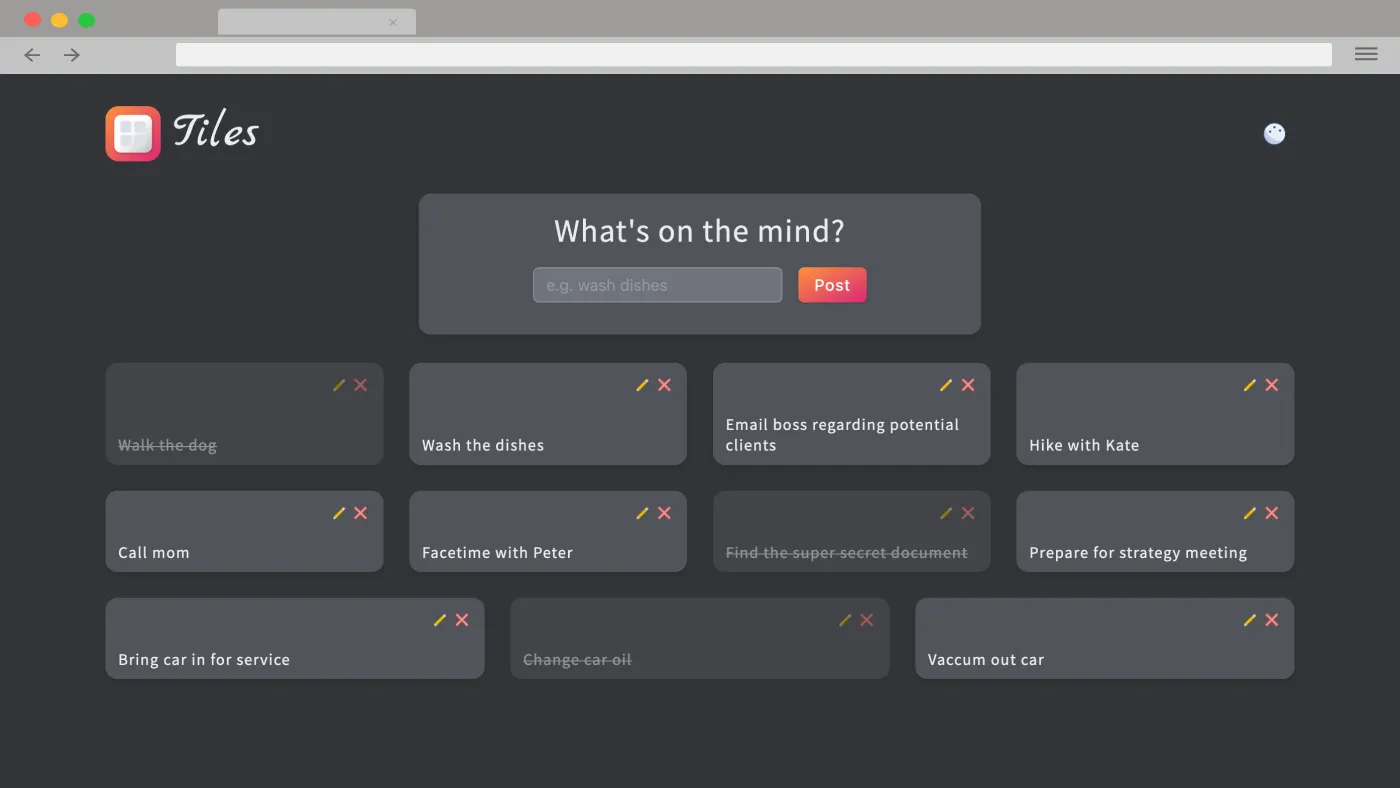 Tiles
What's on the mind?
e.g. wash dishes
Post
Walk the dog
Wash the dishes
Email boss regarding potential
clients
Hike with Kate
Call mom
Facetime with Peter
Find the super secret document
Prepare for strategy meeting
Bring car in for service
Change car oil
Vaccum out car